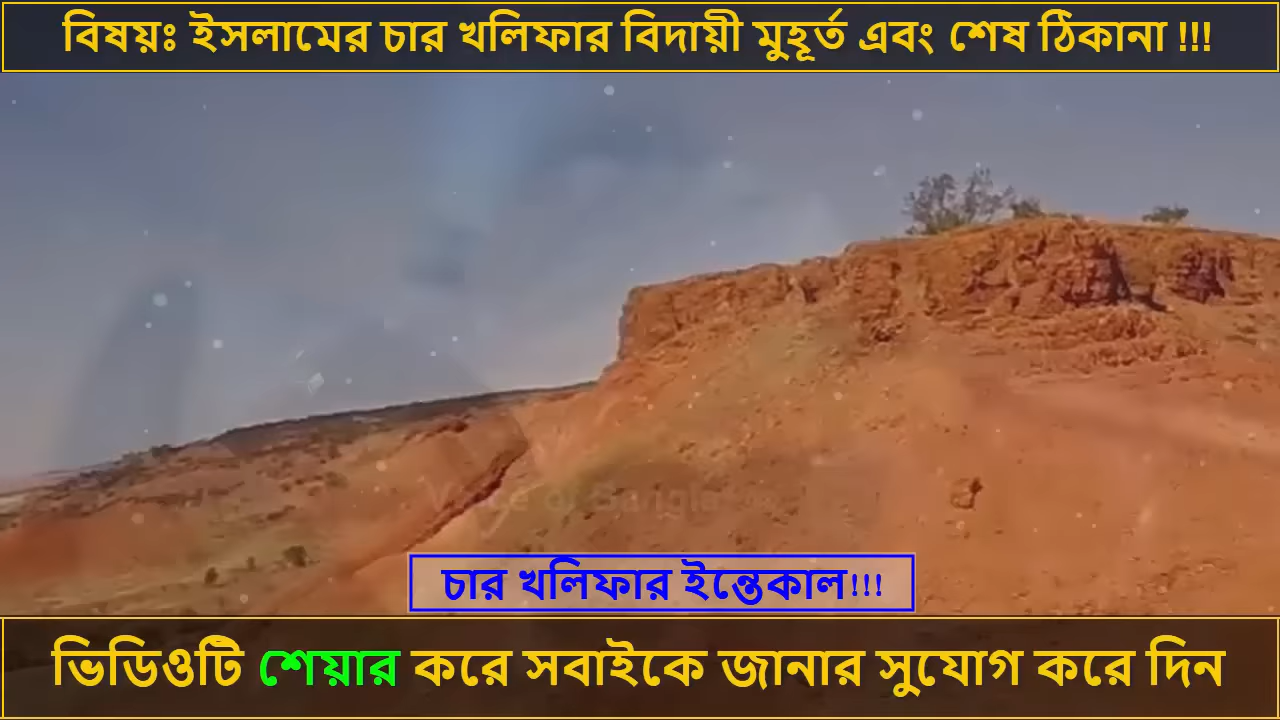 বিষয়ঃ ইসলামের চার খলিফার বিদায়ী মুহূর্ত এবং শেষ ঠিকানা !!!
চার খলিফার ইন্তেকাল!!!
ভিডিওটি শেয়ার করে সবাইকে জানার সুযোগ করে দিন